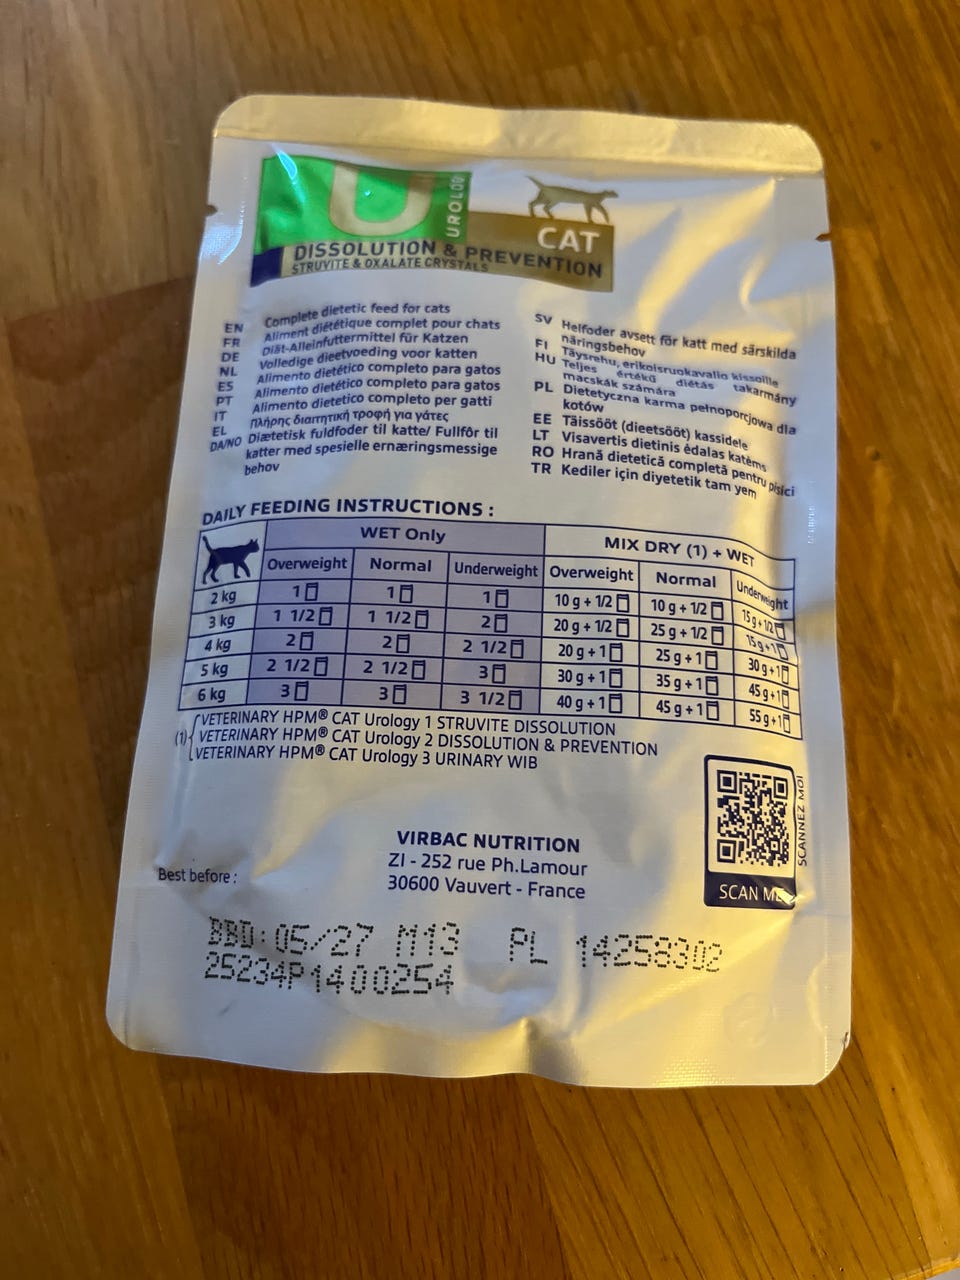 U
UROLOGY
CAT
DISSOLUTION & PREVENTION
STRUVITE & OXALATE CRYSTALS
EN Complete dietetic feed for cats
FR Aliment diététique complet pour chats
DE Diät-Alleinfuttermittel für Katzen
NL Volledige dieetvoeding voor katten
ES Alimento dietético completo para gatos
PT Alimento dietético completo para gatos
IT Alimento dietetico completo per gatti
EL Πλήρης διαιτητική τροφή για γάτες
DA/NO Diætetisk fuldfoder til katte/ Fullfôr til
katter med spesielle ernæringsmessige
behov
SV Helfoder avsett för katt med särskilda
näringsbehov
FI Täysrehu, erikoisruokavalio kissoille
HU Teljes értékű diétás takarmány
macskák számára
PL Dietetyczna karma pełnoporcjowa dla
kotów
EE Täissööt (dieetsööt) kassidele
LT Visavertis dietinis ėdalas katėms
RO Hrană dietetică completă pentru pisici
TR Kediler için diyetetik tam yem
DAILY FEEDING INSTRUCTIONS :
WET Only MIX DRY (1) + WET
Overweight Normal Underweight Overweight Normal Underweight
2 kg 1 1 1 10 g + 1/2 10 g + 1/2 15 g + 1/2
3 kg 1 1/2 1 1/2 2 20 g + 1/2 25 g + 1/2 15 g + 1
4 kg 2 2 2 1/2 20 g + 1 25 g + 1 30 g + 1
5 kg 2 1/2 2 1/2 3 30 g + 1 35 g + 1 45 g + 1
6 kg 3 3 3 1/2 40 g + 1 45 g + 1 55 g + 1
(1) VETERINARY HPM® CAT Urology 1 STRUVITE DISSOLUTION
VETERINARY HPM® CAT Urology 2 DISSOLUTION & PREVENTION
VETERINARY HPM® CAT Urology 3 URINARY WIB
VIRBAC NUTRITION
ZI - 252 rue Ph.Lamour
30600 Vauvert - France
SCANNEZ MOI
SCAN ME
Best before :
BBD: 05/27 M13 PL 14258302
25234P1400254